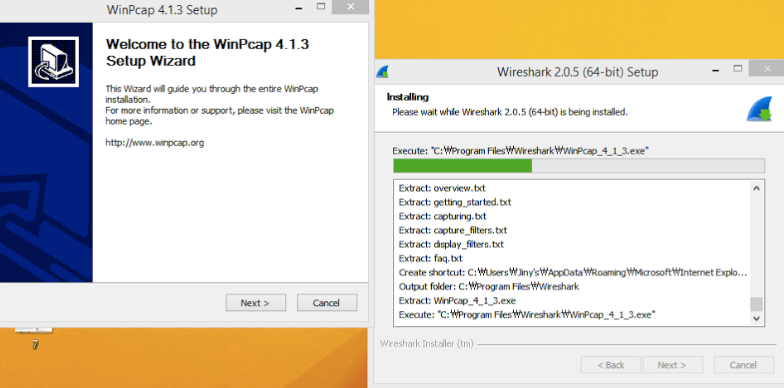 WinPcap 4.1.3 Setup
Welcome to the WinPcap 4.1.3
Setup Wizard
This Wizard will guide you through the entire WinPcap
installation.
For more information or support, please visit the WinPcap
home page.
http://www.winpcap.org
Next >
Cancel
7
Wireshark 2.0.5 (64-bit) Setup
Installing
Please wait while Wireshark 2.0.5 (64-bit) is being installed.
Execute: "C:₩Program Files₩Wireshark₩WinPcap_4_1_3.exe"
Extract: overview.txt
Extract: getting_started.txt
Extract: capturing.txt
Extract: capture_filters.txt
Extract: display_filters.txt
Extract: faq.txt
Create shortcut: C:₩Users₩Jiny's₩AppData₩Roaming₩Microsoft₩Internet Explo...
Output folder: C:₩Program Files₩Wireshark
Extract: WinPcap_4_1_3.exe
Execute: "C:₩Program Files₩Wireshark₩WinPcap_4_1_3.exe"
Wireshark Installer (tm)
< Back
Next >
Cancel